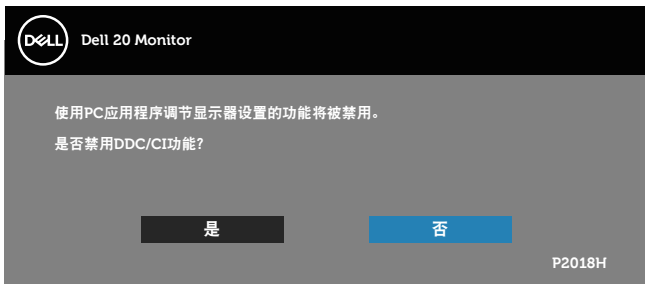 DELL Dell 20 Monitor
使用PC应用程序调节显示器设置的功能将被禁用。
是否禁用DDC/CI功能?
是 否
P2018H